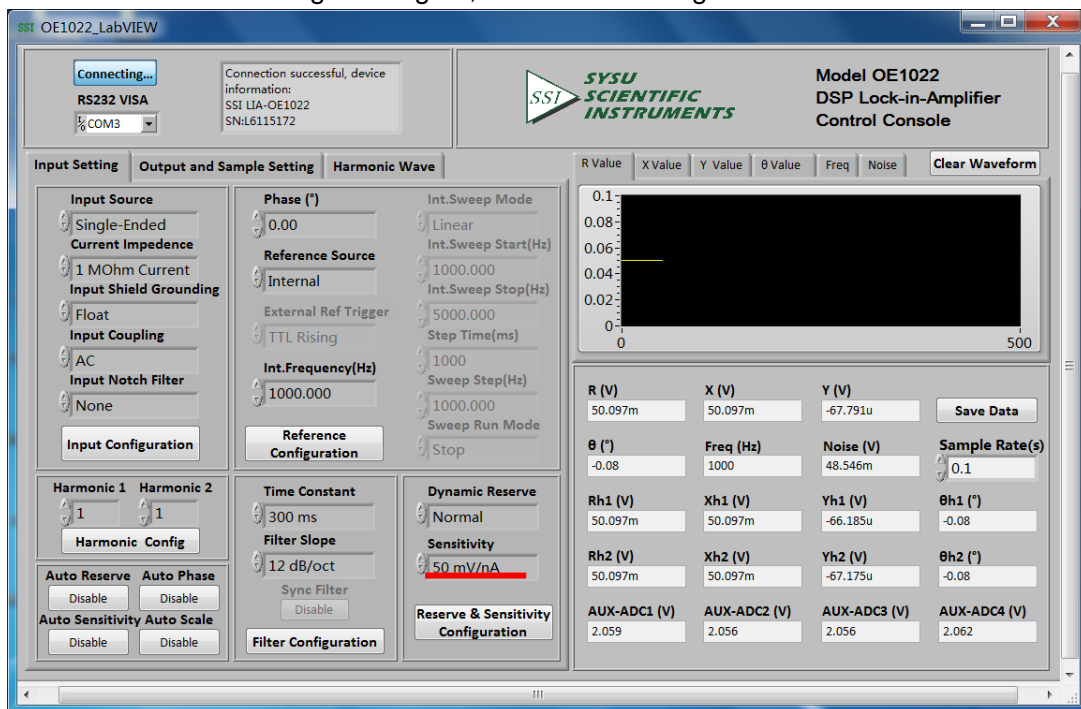 SSI OE1022_LabVIEW
Connecting...
RS232 VISA
COM3
Connection successful, device
information:
SSI LIA-OE1022
SN:L6115172
SSI
SYSU
SCIENTIFIC
INSTRUMENTS
Model OE1022
DSP Lock-in-Amplifier
Control Console
Input Setting Output and Sample Setting Harmonic Wave
Input Source
Single-Ended
Current Impedence
1 MOhm Current
Input Shield Grounding
Float
Input Coupling
AC
Input Notch Filter
None
Input Configuration
Phase (°)
0.00
Reference Source
Internal
External Ref Trigger
TTL Rising
Int.Frequency(Hz)
1000.000
Reference
Configuration
Int.Sweep Mode
Linear
Int.Sweep Start(Hz)
1000.000
Int.Sweep Stop(Hz)
5000.000
Step Time(ms)
1000
Sweep Step(Hz)
1000.000
Sweep Run Mode
Stop
Harmonic 1 Harmonic 2
1 1
Harmonic Config
Auto Reserve Auto Phase
Disable Disable
Auto Sensitivity Auto Scale
Disable Disable
Time Constant
300 ms
Filter Slope
12 dB/oct
Sync Filter
Disable
Filter Configuration
Dynamic Reserve
Normal
Sensitivity
50 mV/nA
Reserve & Sensitivity
Configuration
R Value X Value Y Value θ Value Freq Noise Clear Waveform
0.1
0.08
0.06
0.04
0.02
0
0 500
R (V) X (V) Y (V)
50.097m 50.097m -67.791u Save Data
θ (°) Freq (Hz) Noise (V) Sample Rate(s)
-0.08 1000 48.546m 0.1
Rh1 (V) Xh1 (V) Yh1 (V) θh1 (°)
50.097m 50.097m -66.185u -0.08
Rh2 (V) Xh2 (V) Yh2 (V) θh2 (°)
50.097m 50.097m -67.175u -0.08
AUX-ADC1 (V) AUX-ADC2 (V) AUX-ADC3 (V) AUX-ADC4 (V)
2.059 2.056 2.056 2.062